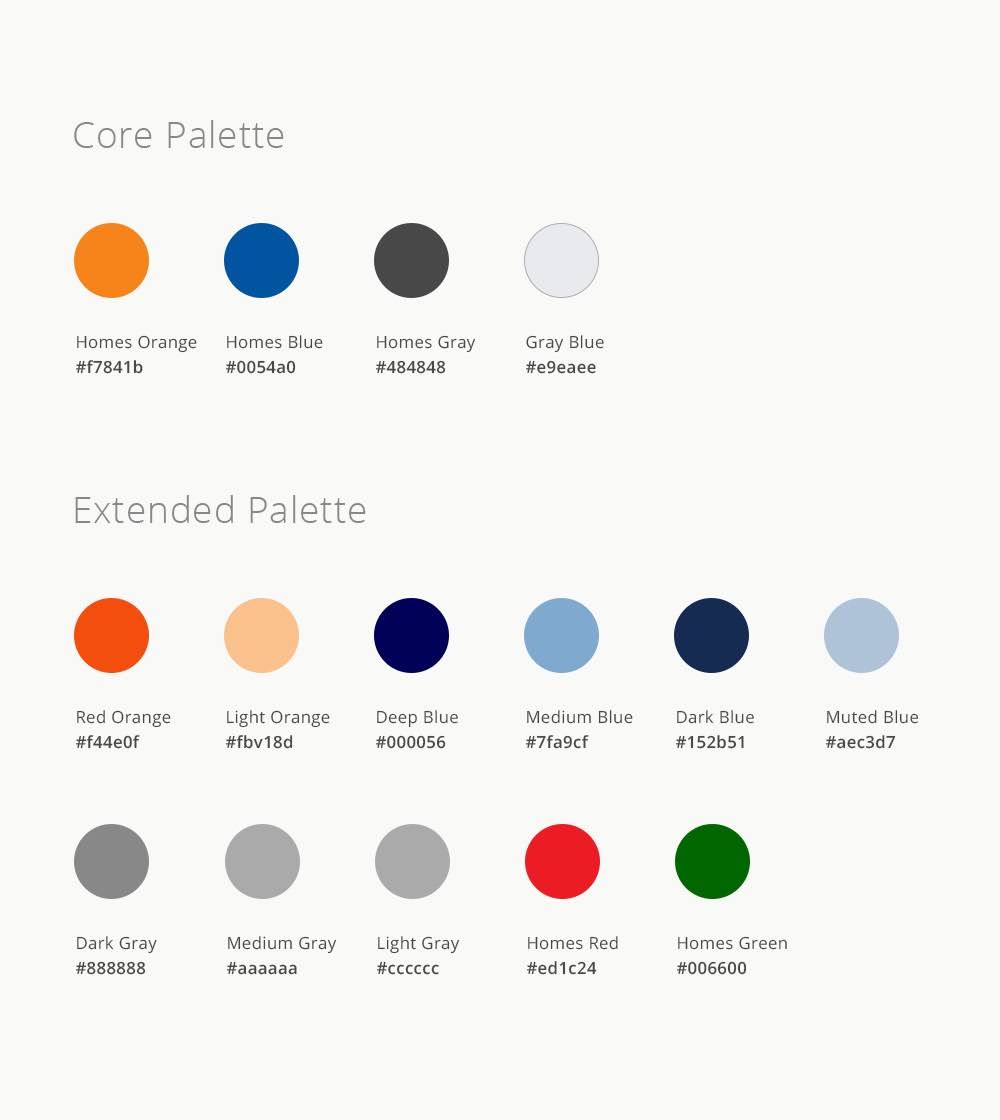 Core Palette
Homes Orange
#f7841b
Homes Blue
#0054a0
Homes Gray
#484848
Gray Blue
#e9eaee
Extended Palette
Red Orange
#f44e0f
Light Orange
#fbv18d
Deep Blue
#000056
Medium Blue
#7fa9cf
Dark Blue
#152b51
Muted Blue
#aec3d7
Dark Gray
#888888
Medium Gray
#aaaaaa
Light Gray
#cccccc
Homes Red
#ed1c24
Homes Green
#006600